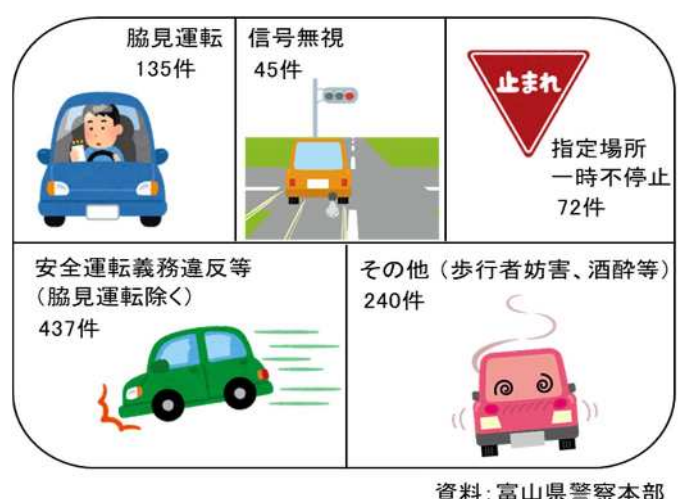 脇見運転
135件
信号無視
45件
止まれ
指定場所
一時不停止
72件
安全運転義務違反等
（脇見運転除く）
437件
その他（歩行者妨害、酒酔等）
240件
資料:富山県警察本部